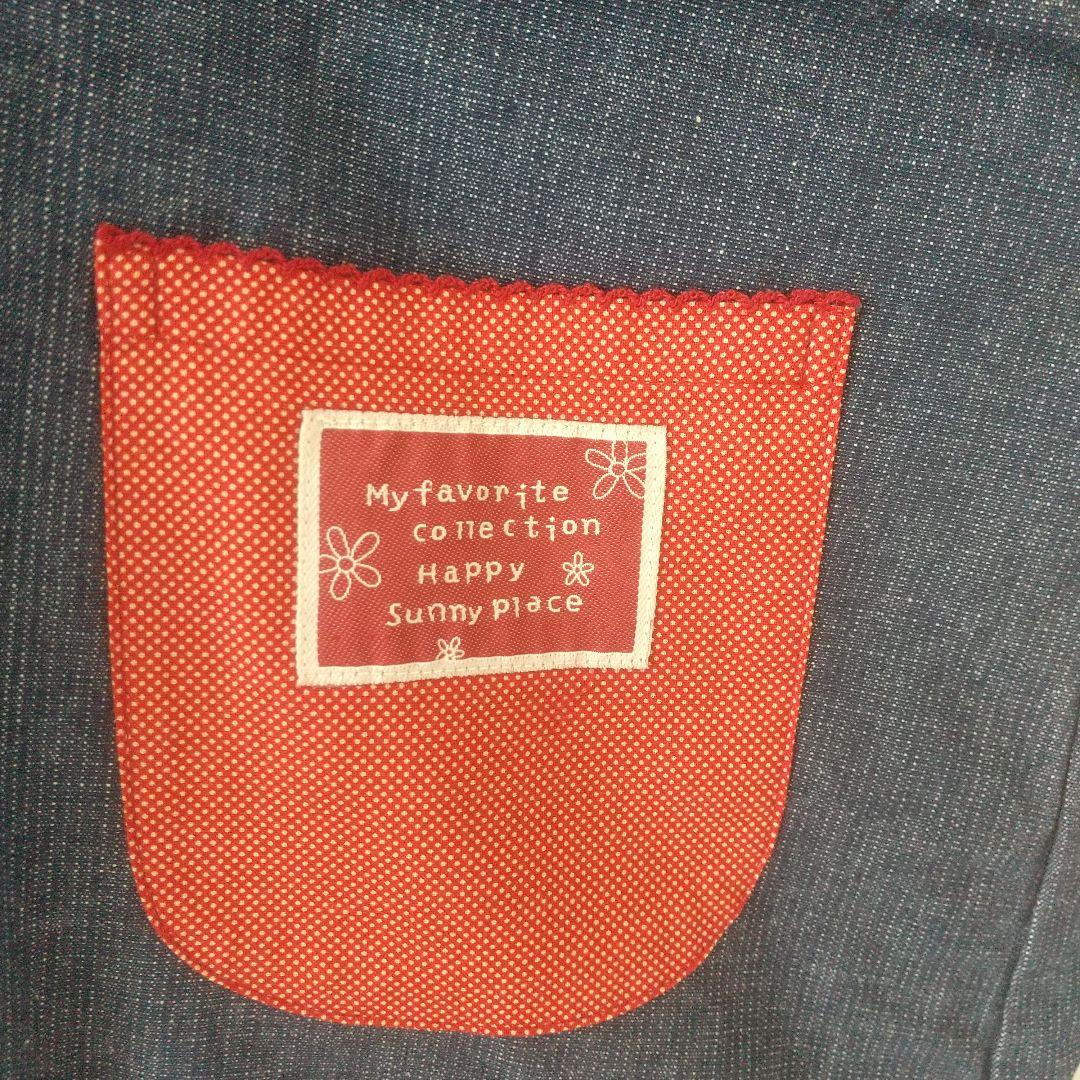 My favorite
collection
Happy
Sunny place